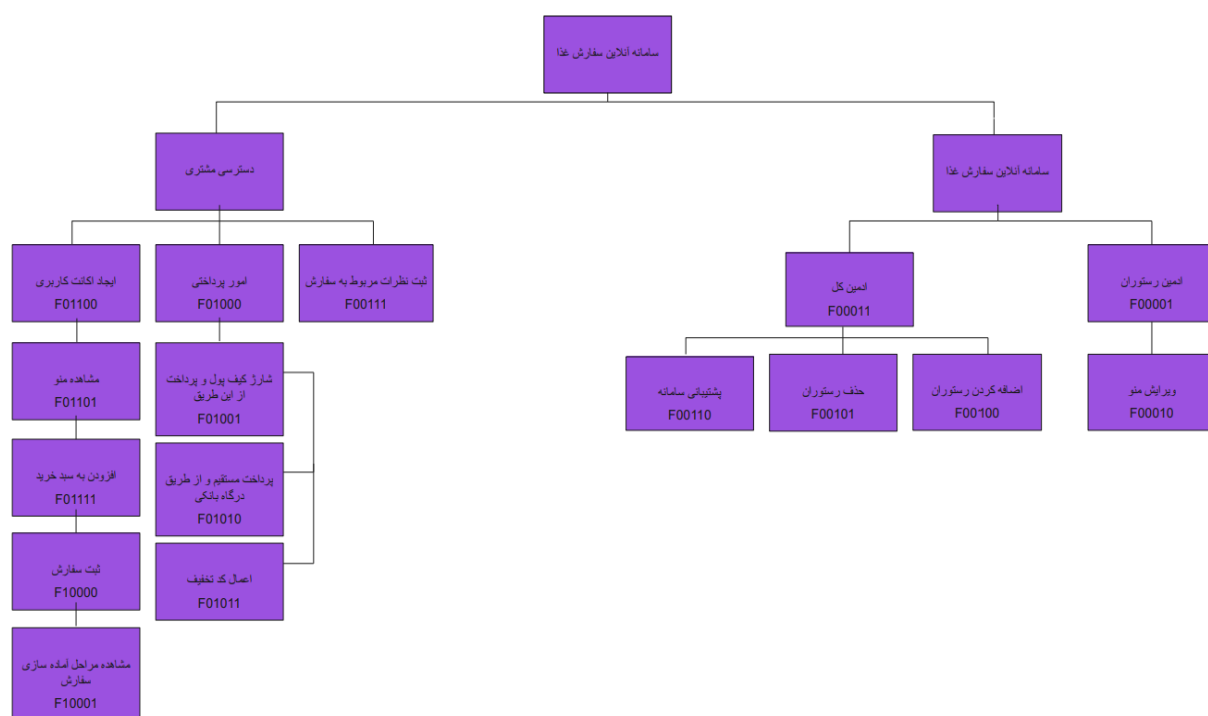 سامانه آنلاین سفارش غذا
دسترسی مشتری
سامانه آنلاین سفارش غذا
ایجاد اکانت کاربری
F01100
امور پرداختی
F01000
ثبت نظرات مربوط به سفارش
F00111
ادمین کل
F00011
ادمین رستوران
F00001
مشاهده منو
F01101
شارژ کیف پول و پرداخت
از این طریق
F01001
پشتیبانی سامانه
F00110
حذف رستوران
F00101
اضافه کردن رستوران
F00100
ویرایش منو
F00010
افزودن به سبد خرید
F01111
پرداخت مستقیم و از طریق
درگاه بانکی
F01010
ثبت سفارش
F10000
اعمال کد تخفیف
F01011
مشاهده مراحل آماده سازی
سفارش
F10001